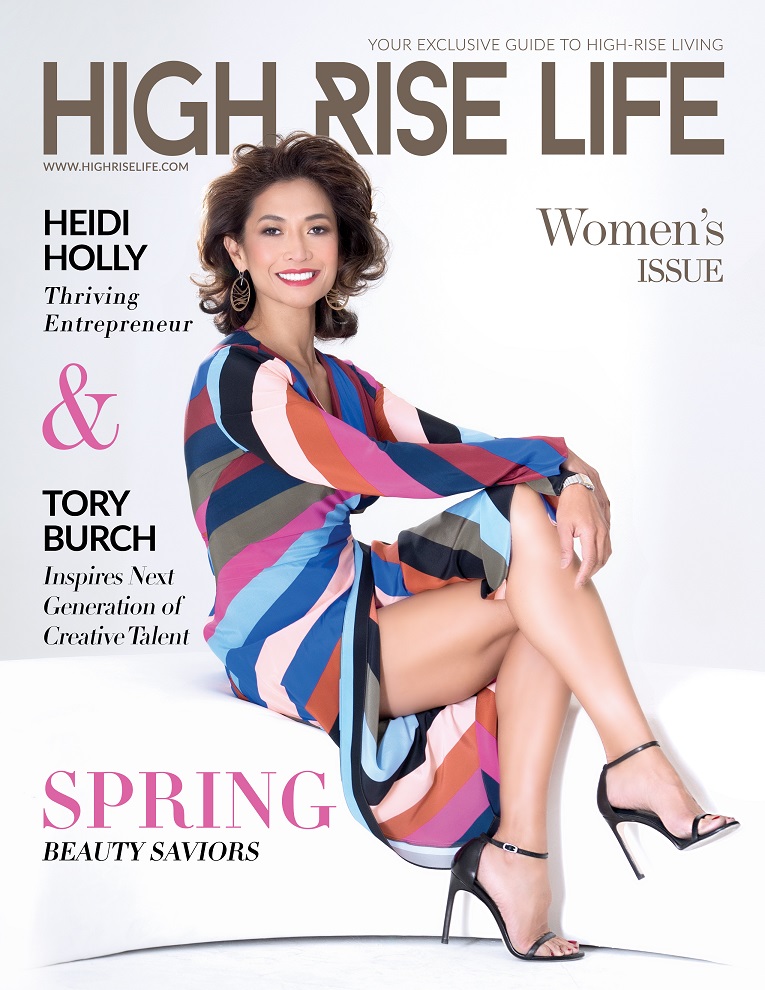 YOUR EXCLUSIVE GUIDE TO HIGH-RISE LIVING
HIGH RISE LIFE
WWW.HIGHRISELIFE.COM
HEIDI
HOLLY
Thriving
Entrepreneur
&
TORY
BURCH
Inspires Next
Generation of
Creative Talent
Women's
ISSUE
SPRING
BEAUTY SAVIORS